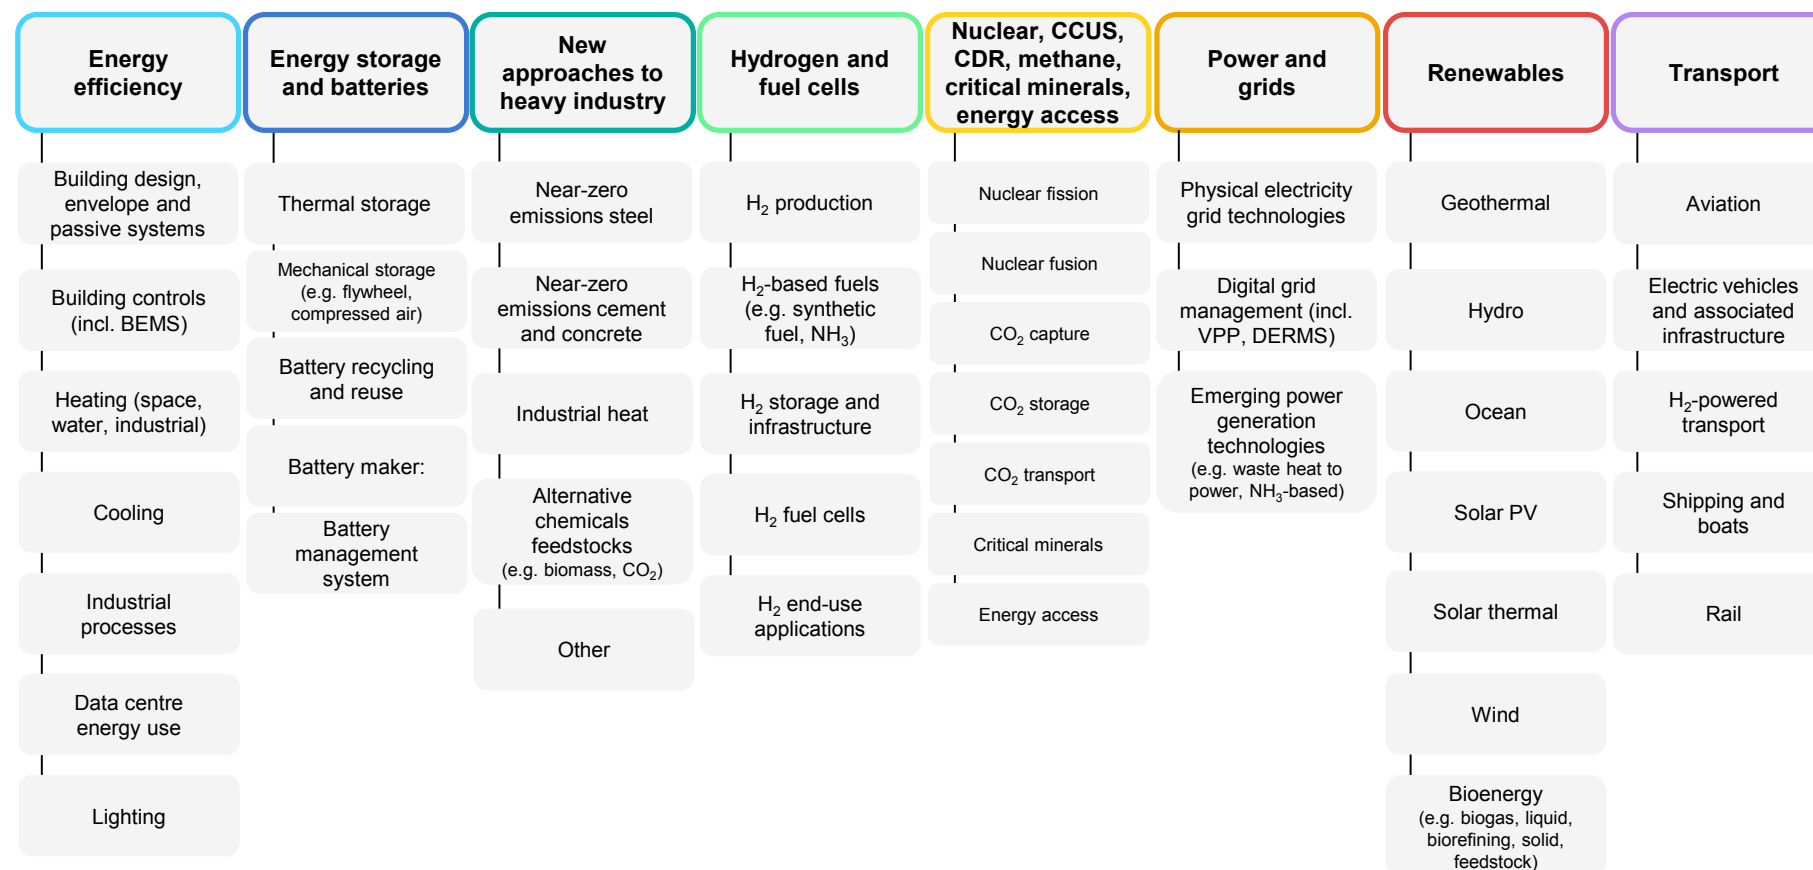 Energy
efficiency
Building design,
envelope and
passive systems
Building controls
(incl. BEMS)
Heating (space,
water, industrial)
Cooling
Industrial
processes
Data centre
energy use
Lighting
Energy storage
and batteries
Thermal storage
Mechanical storage
(e.g. flywheel,
compressed air)
Battery recycling
and reuse
Battery maker:
Battery
management
system
New
approaches to
heavy industry
Near-zero
emissions steel
Near-zero
emissions cement
and concrete
Industrial heat
Alternative
chemicals
feedstocks
(e.g. biomass, CO₂)
Other
Hydrogen and
fuel cells
H₂ production
H₂-based fuels
(e.g. synthetic
fuel, NH₃)
H₂ storage and
infrastructure
H₂ fuel cells
H₂ end-use
applications
Nuclear, CCUS,
CDR, methane,
critical minerals,
energy access
Nuclear fission
Nuclear fusion
CO₂ capture
CO₂ storage
CO₂ transport
Critical minerals
Energy access
Power and
grids
Physical electricity
grid technologies
Digital grid
management (incl.
VPP, DERMS)
Emerging power
generation
technologies
(e.g. waste heat to
power, NH₃-based)
Renewables
Geothermal
Hydro
Ocean
Solar PV
Solar thermal
Wind
Bioenergy
(e.g. biogas, liquid,
biorefining, solid,
feedstock)
Transport
Aviation
Electric vehicles
and associated
infrastructure
H₂-powered
transport
Shipping and
boats
Rail